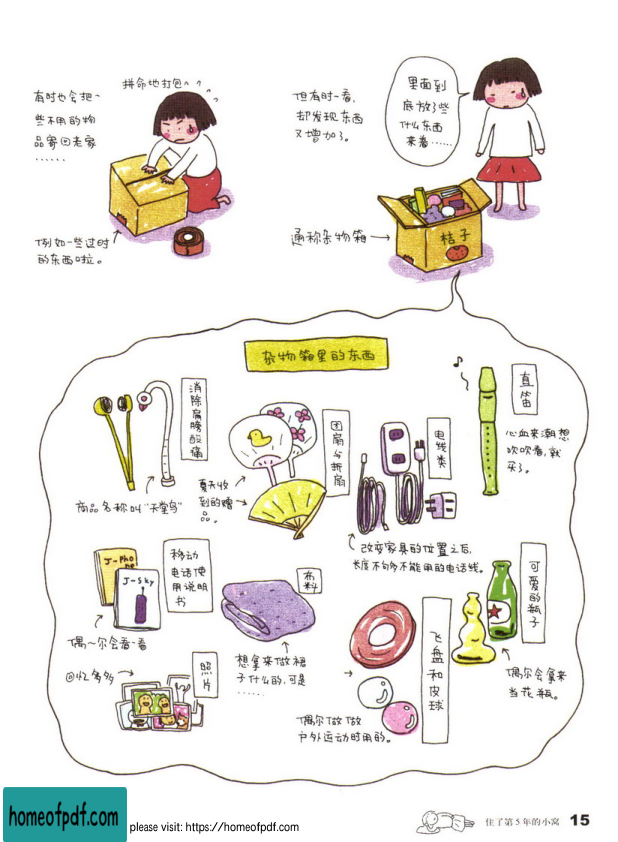 有时也会把一
些不用的物
品寄回老家
......
拼命地打包
例如一些过时
的东西啦。
但有时一看，
却发现东西
又增加了。
里面到
底放了些
什么东西
来着......
通称杂物箱
桔子
杂物箱里的东西
消除肩膀酸痛
商品名称叫“天堂鸟”
团扇与折扇
夏天收
到的赠
品。
电线类
改变家具的位置之后，
长度不够多不能用的电话线。
直笛
心血来潮想
吹吹看，就
买了。
移动
电话使
用说明
书
J-Pho
ne
J-Sky
偶～尔会看一看
布料
想拿来做裙
子什么的，可是
......
飞盘和皮球
偶尔做做
户外运动时用的。
可爱的瓶子
偶尔会拿来
当花瓶。
照片
住了第5年的小窝 15
homeofpdf.com
please visit: https://homeofpdf.com